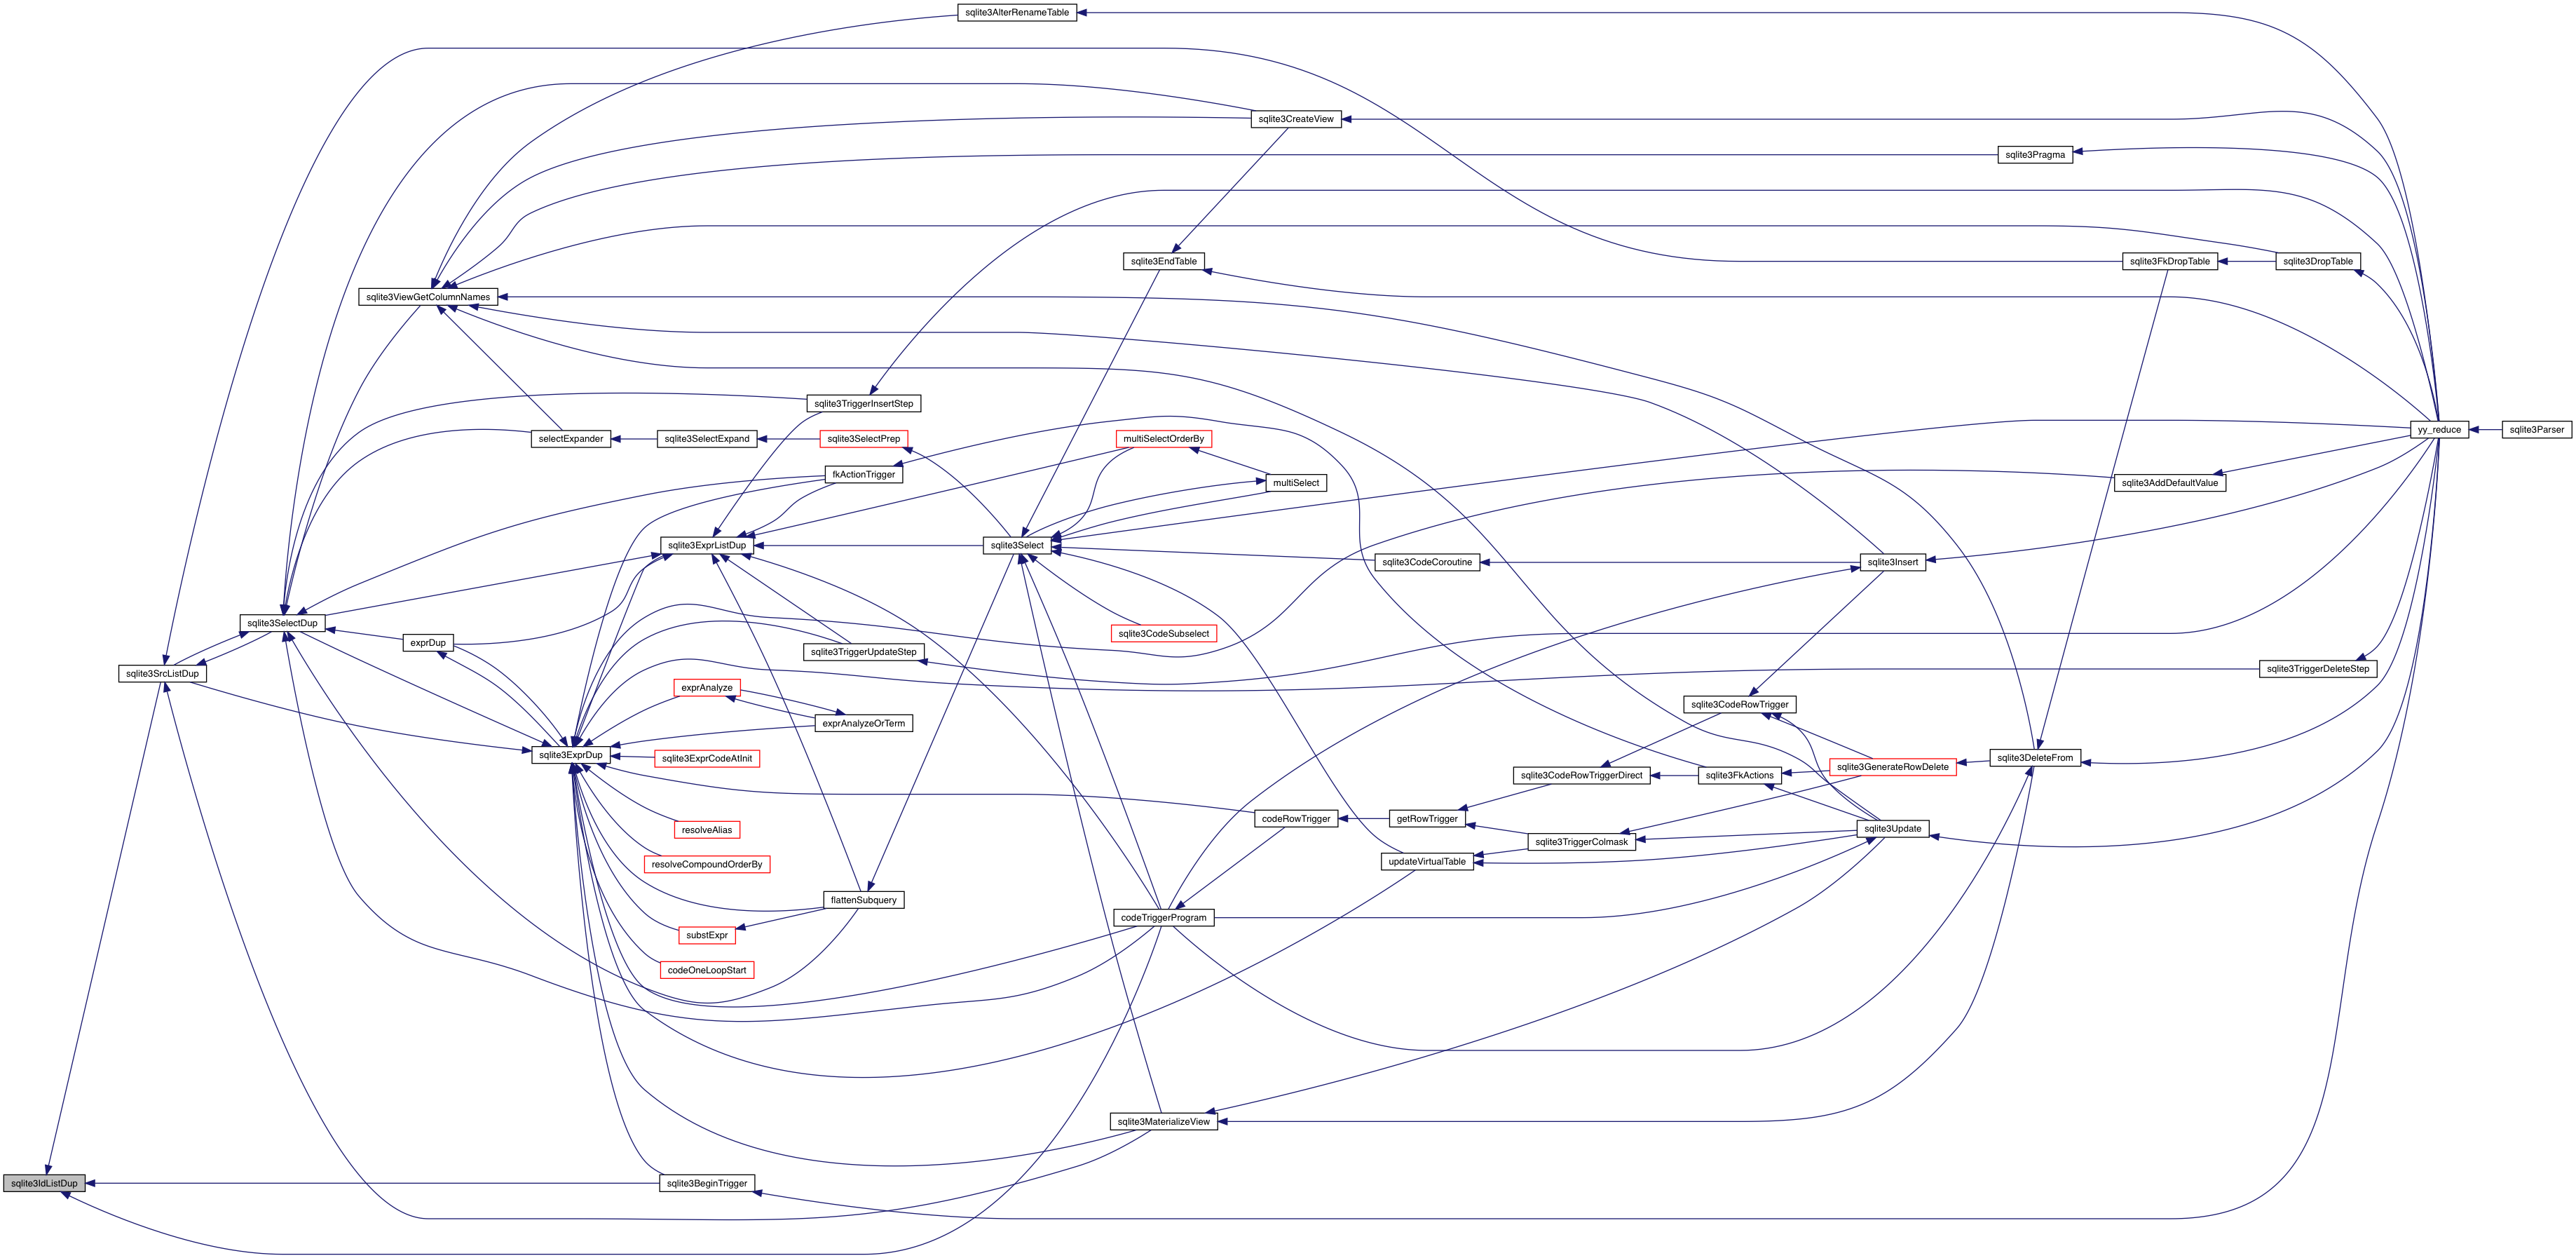 sqlite3AlterRenameTable
sqlite3CreateView
sqlite3Pragma
sqlite3EndTable
sqlite3FkDropTable
sqlite3DropTable
sqlite3ViewGetColumnNames
sqlite3TriggerInsertStep
selectExpander
sqlite3SelectExpand
sqlite3SelectPrep
multiSelectOrderBy
yy_reduce
sqlite3Parser
fkActionTrigger
multiSelect
sqlite3AddDefaultValue
sqlite3ExprListDup
sqlite3Select
sqlite3CodeCoroutine
sqlite3Insert
sqlite3SelectDup
exprDup
sqlite3CodeSubselect
sqlite3TriggerUpdateStep
sqlite3SrcListDup
sqlite3TriggerDeleteStep
exprAnalyze
sqlite3CodeRowTrigger
exprAnalyzeOrTerm
sqlite3ExprDup
sqlite3ExprCodeAtInit
sqlite3DeleteFrom
sqlite3GenerateRowDelete
sqlite3CodeRowTriggerDirect
sqlite3FkActions
codeRowTrigger
getRowTrigger
resolveAlias
sqlite3Update
sqlite3TriggerColmask
resolveCompoundOrderBy
updateVirtualTable
flattenSubquery
codeTriggerProgram
substExpr
codeOneLoopStart
sqlite3MaterializeView
sqlite3IdListDup
sqlite3BeginTrigger